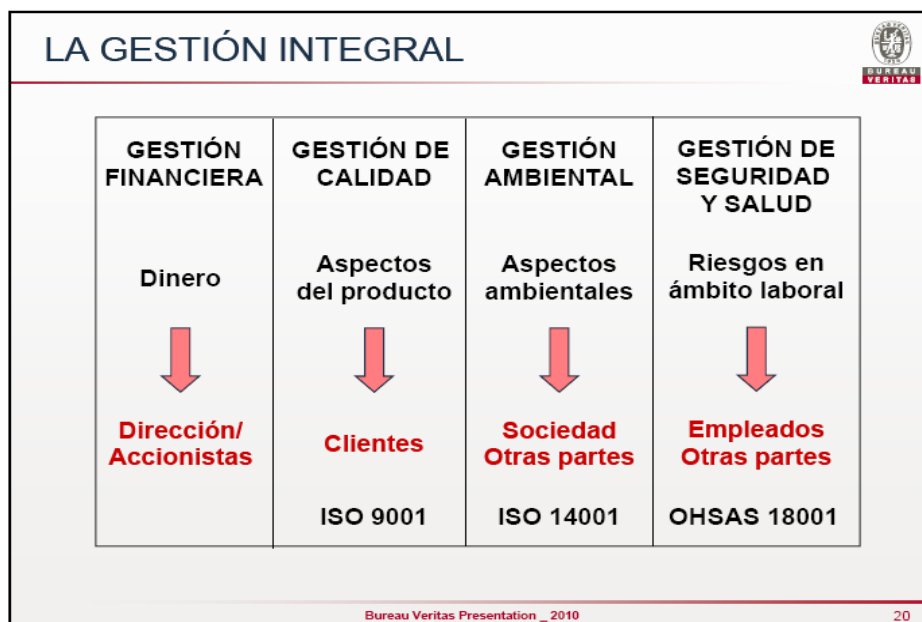 LA GESTIÓN INTEGRAL
BUREAU
VERITAS
GESTIÓN
FINANCIERA
Dinero
Dirección/
Accionistas
GESTIÓN DE
CALIDAD
Aspectos
del producto
Clientes
ISO 9001
GESTIÓN
AMBIENTAL
Aspectos
ambientales
Sociedad
Otras partes
ISO 14001
GESTIÓN DE
SEGURIDAD
Y SALUD
Riesgos en
ámbito laboral
Empleados
Otras partes
OHSAS 18001
Bureau Veritas Presentation _ 2010
20